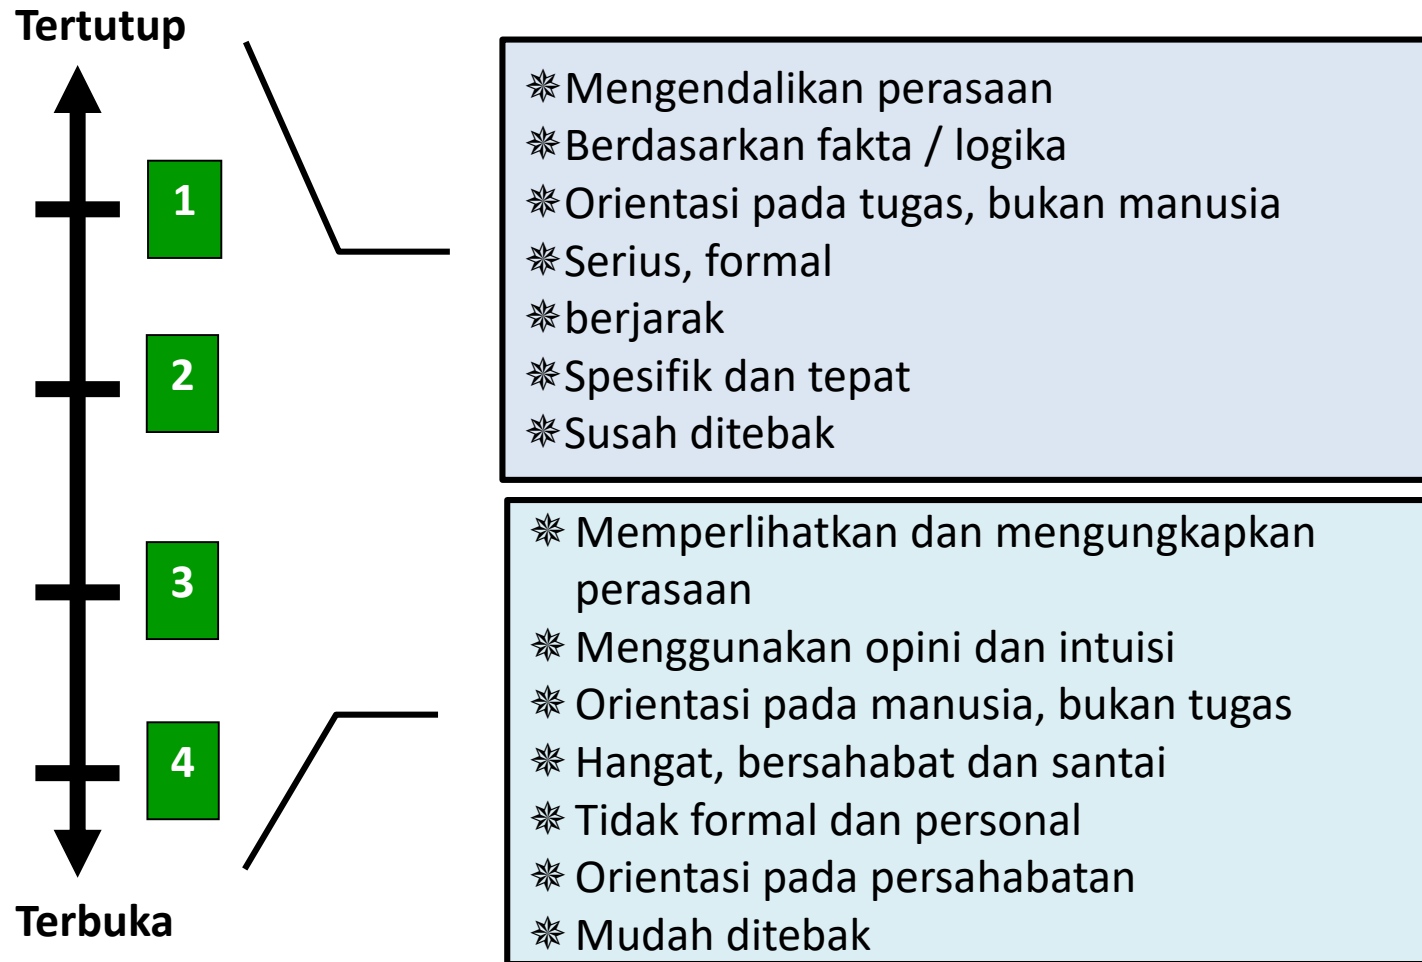 Tertutup
1
2
3
4
Terbuka
✵Mengendalikan perasaan
✵Berdasarkan fakta / logika
✵Orientasi pada tugas, bukan manusia
✵Serius, formal
✵berjarak
✵Spesifik dan tepat
✵Susah ditebak
✵ Memperlihatkan dan mengungkapkan
perasaan
✵ Menggunakan opini dan intuisi
✵ Orientasi pada manusia, bukan tugas
✵ Hangat, bersahabat dan santai
✵ Tidak formal dan personal
✵ Orientasi pada persahabatan
✵ Mudah ditebak